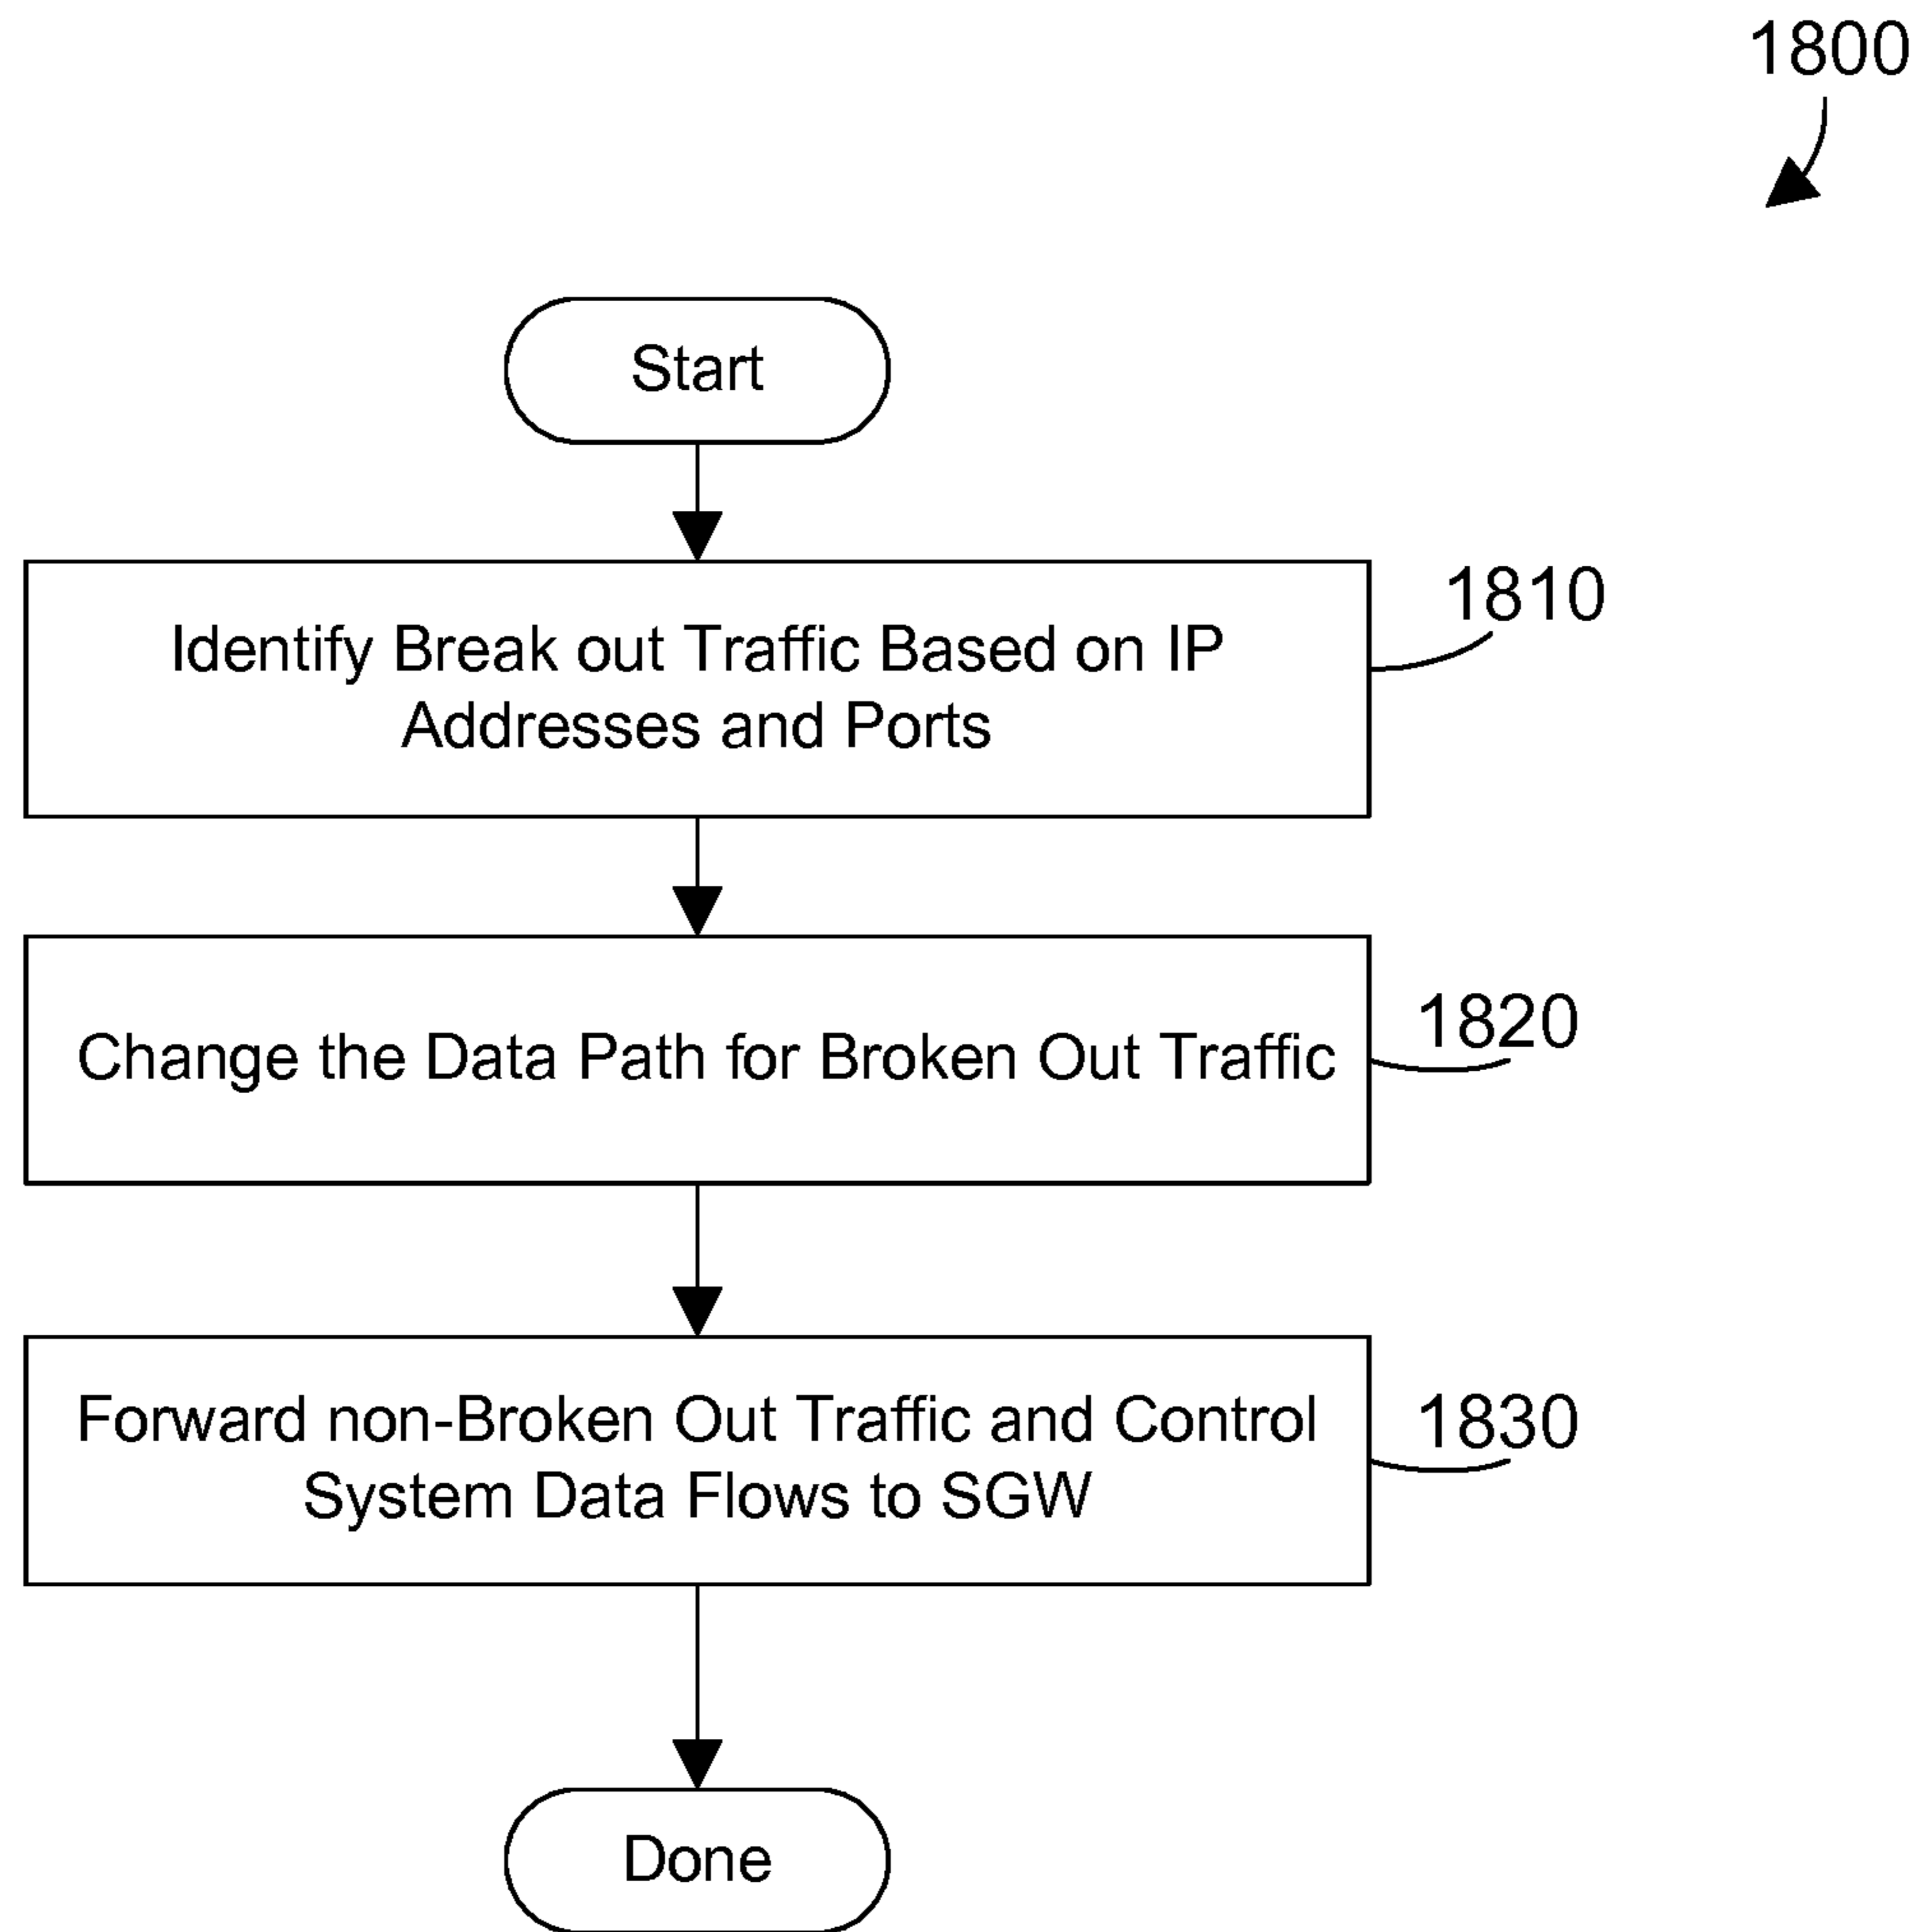 1800
Start
Identify Break out Traffic Based on IP
Addresses and Ports
1810
Change the Data Path for Broken Out Traffic
1820
Forward non-Broken Out Traffic and Control
System Data Flows to SGW
1830
Done